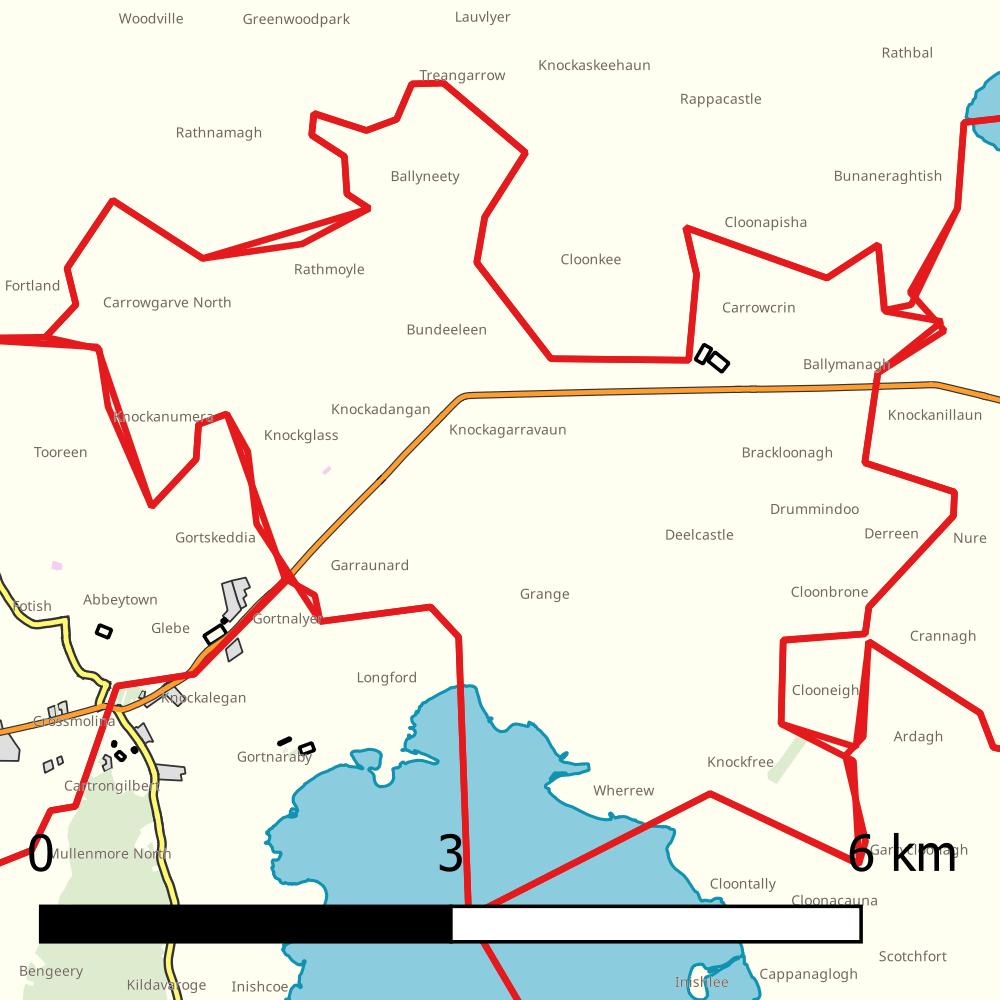 Woodville
Greenwoodpark
Lauvlyer
Rathbal
Knockaskeehaun
Treangarrow
Rappacastle
Rathnamagh
Ballyneety
Bunaneraghtish
Cloonapisha
Cloonkee
Rathmoyle
Fortland
Carrowgarve North
Carrowcrin
Bundeeleen
Ballymanagh
Knockadangan
Knockanumera
Knockanillaun
Knockglass
Knockagarravaun
Tooreen
Brackloonagh
Drummindoo
Gortskeddia
Deelcastle
Derreen
Nure
Garraunard
Cloonbrone
Grange
Abbeytown
Fotish
Gortnalyer
Glebe
Crannagh
Longford
Clooneigh
Knockalegan
Crossmolina
Ardagh
Gortnaraby
Knockfree
Cartrongilbert
Wherrew
0 3 6 km
Mullenmore North
Cloontally
Cloonacauna
Scotchfort
Bengeery
Cappanaglogh
Inishlee
Kildavaroge
Inishcoe